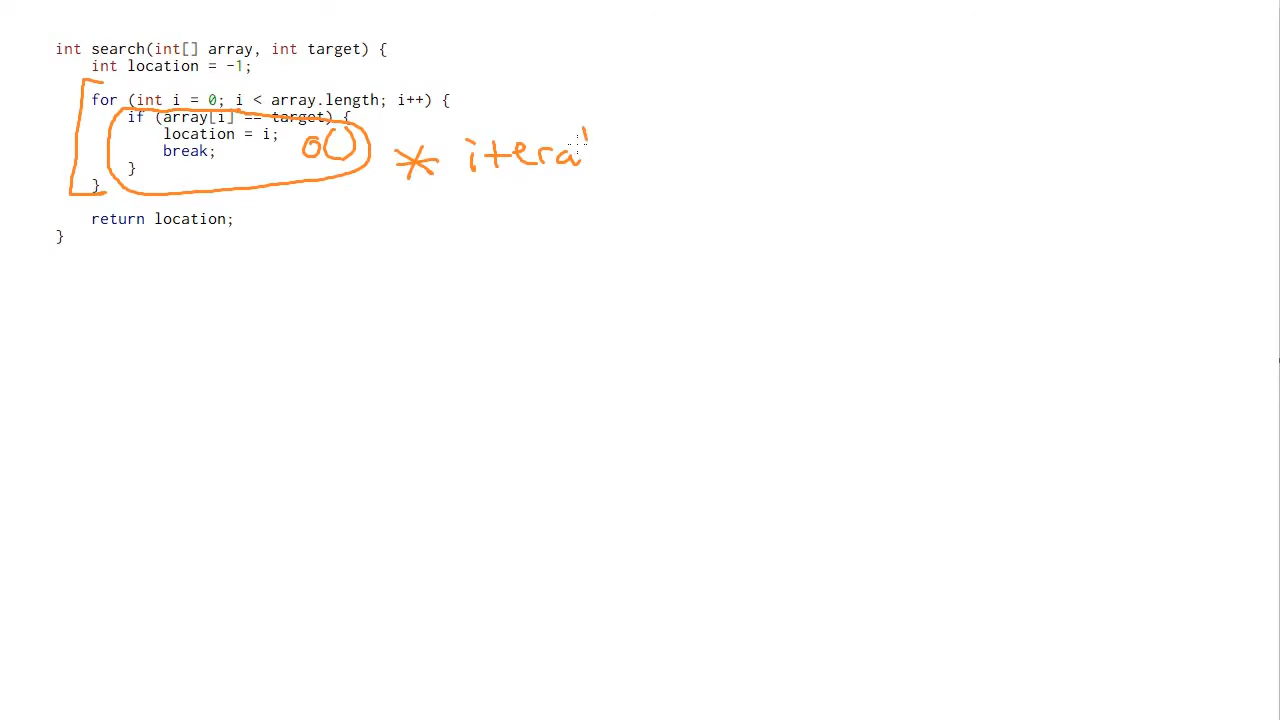 int search(int[] array, int target) {
int location = -1;
for (int i = 0; i < array.length; i++) {
if (array[i] == target) {
location = i;
break;
}
}
return location;
}
O()
* itera